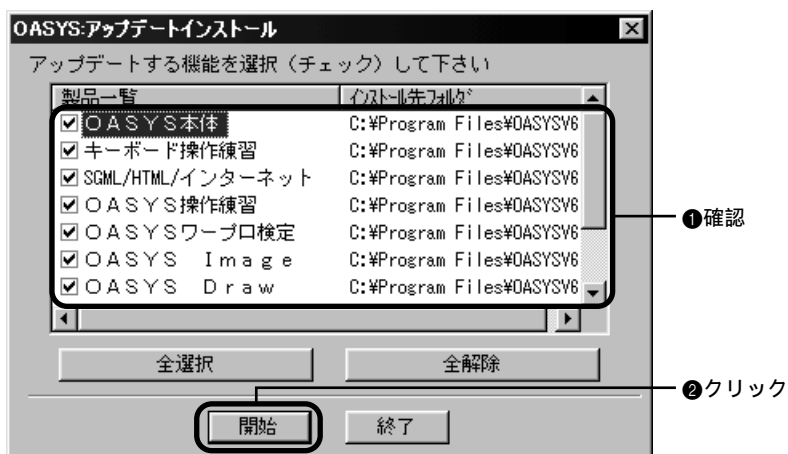 OASYS:アップデートインストール
アップデートする機能を選択（チェック）して下さい
製品一覧 インストール先フォルダ
ＯＡＳＹＳ本体 C:¥Program Files¥OASYSV6
キーボード操作練習 C:¥Program Files¥OASYSV6
SGML/HTML/インターネット C:¥Program Files¥OASYSV6
ＯＡＳＹＳ操作練習 C:¥Program Files¥OASYSV6
ＯＡＳＹＳワープロ検定 C:¥Program Files¥OASYSV6
ＯＡＳＹＳ　Ｉｍａｇｅ C:¥Program Files¥OASYSV6
ＯＡＳＹＳ　Ｄｒａｗ C:¥Program Files¥OASYSV6
❶確認
全選択 全解除
❷クリック
開始 終了